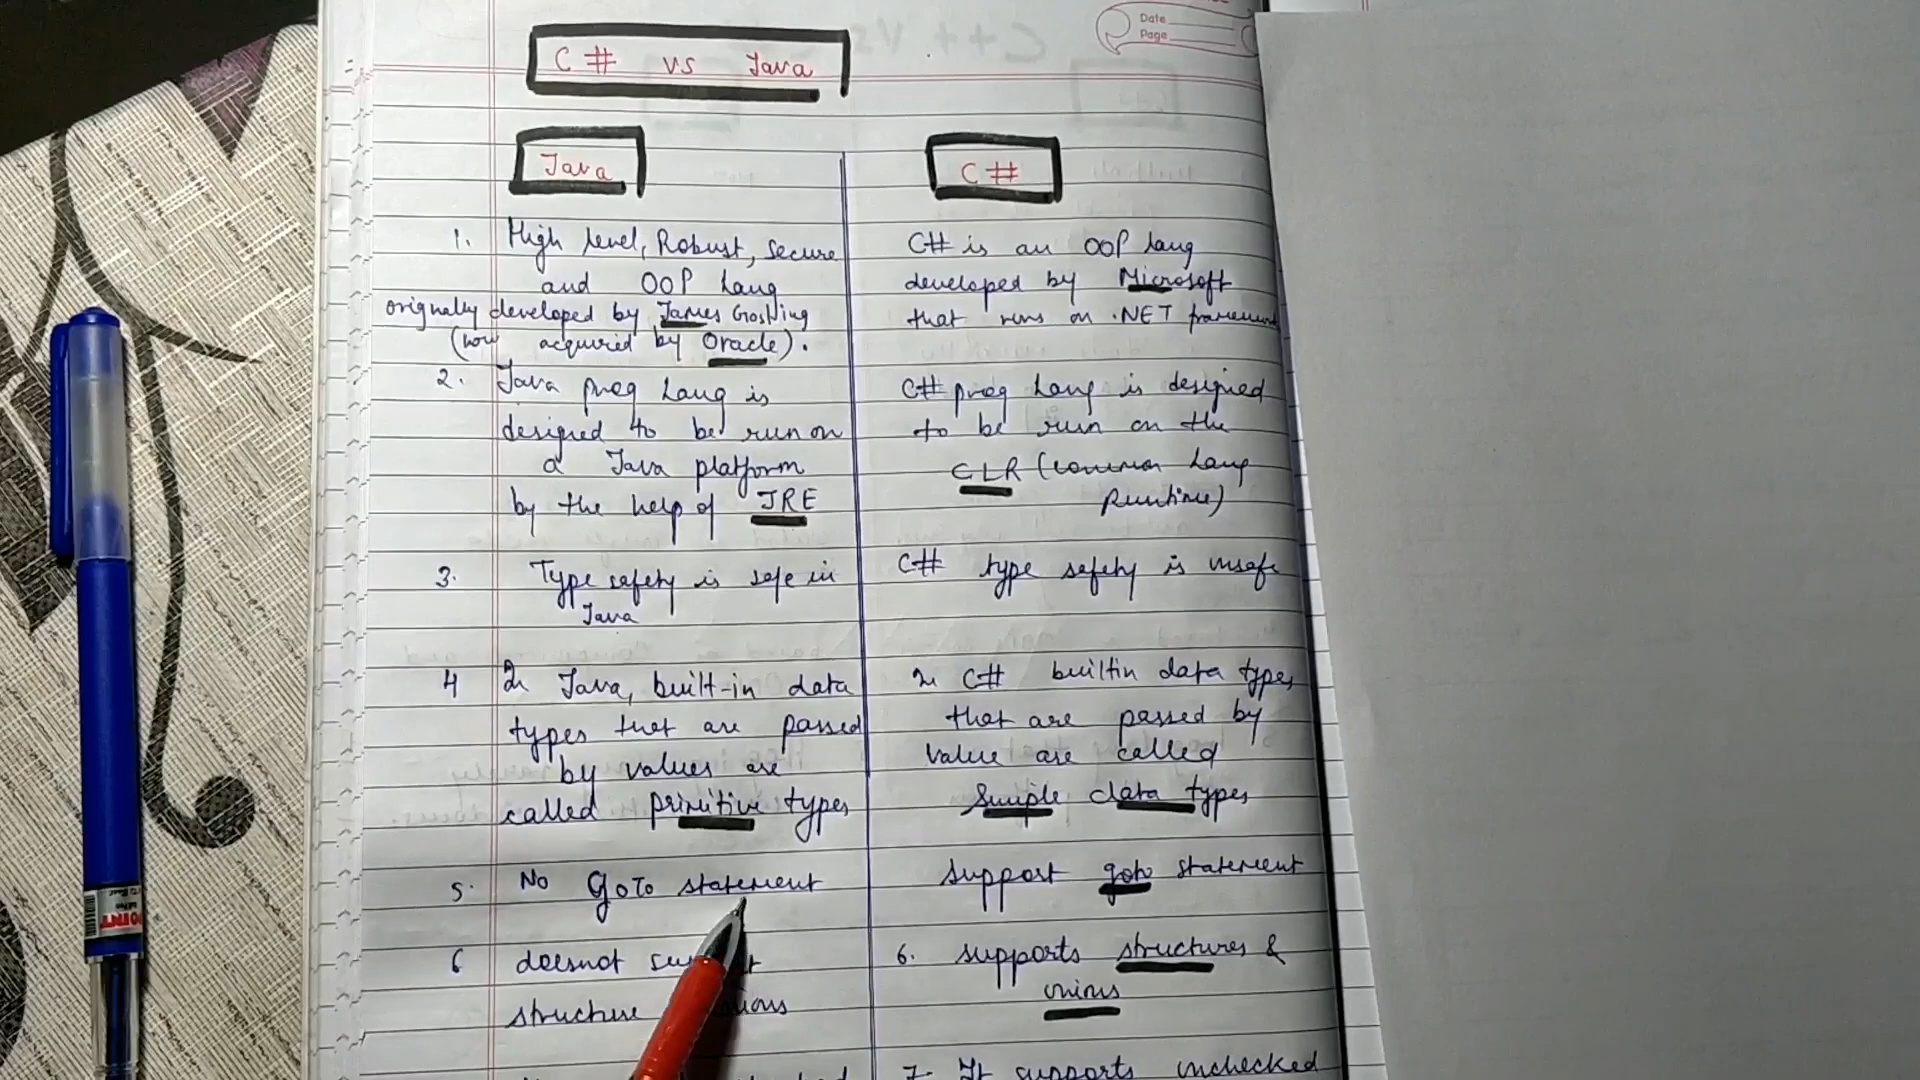 Date
Page
C# vs Java
Java
1. High level, Robust, Secure
and OOP Lang
orignally developed by James Gosling
(now acquired by Oracle).
2. Java prog Lang is
designed to be run on
a Java platform
by the help of JRE
3. Type safety is safe in
Java
4 In Java, built-in data
types that are passed
by values are
called primitive types
5. No GoTo statement
6 doesnot
structure
C#
C# is an OOP lang
developed by Microsoft
that runs on .NET framework
C# prog Lang is designed
to be run on the
CLR (Common Lang
Runtime)
C# type safety is unsafe
In C# builtin data types
that are passed by
value are called
Simple data types
Support goto statement
6. supports structures &
unions
7. It supports unchecked
POINT